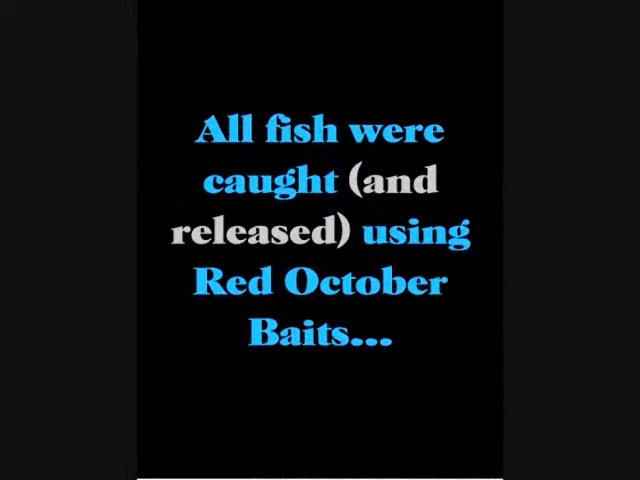 All fish were
caught (and
released) using
Red October
Baits...